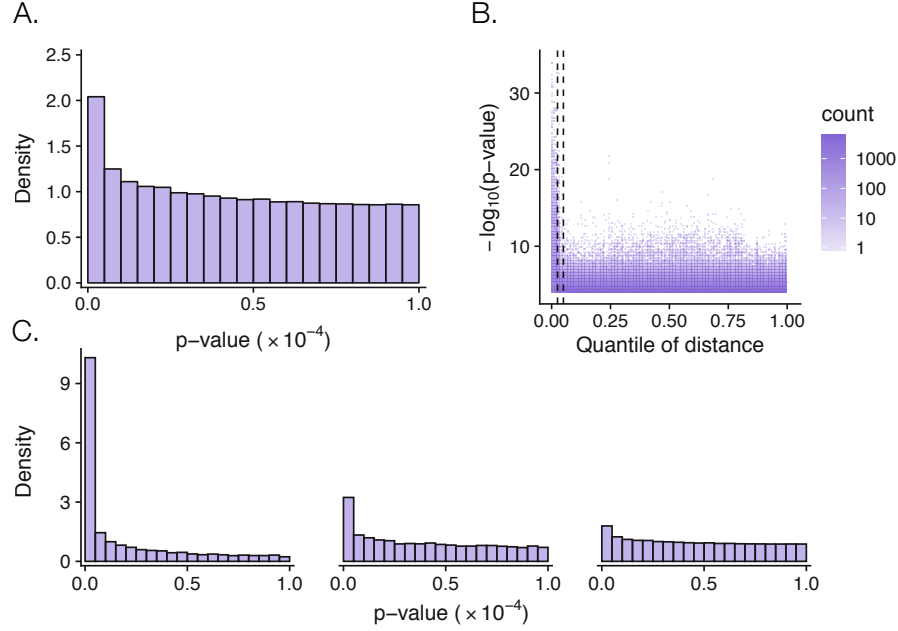 A.
2.5
2.0
1.5
1.0
0.5
0.0
Density
0.0 0.5 1.0
p−value (×10⁻⁴)
B.
30
20
10
−log₁₀(p−value)
0.00 0.25 0.50 0.75 1.00
Quantile of distance
count
1000
100
10
1
C.
9
6
3
0
Density
0.0 0.5 1.0
0.0 0.5 1.0
0.0 0.5 1.0
p−value (×10⁻⁴)